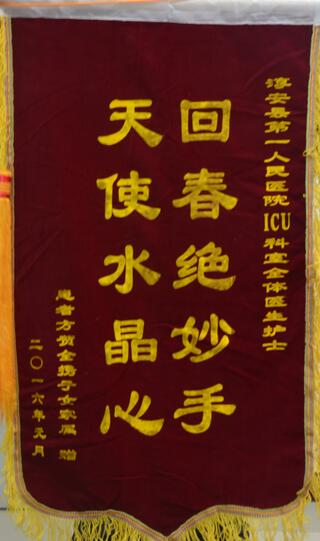 淳安县第一人民医院ICU科室全体医生护士
回春绝妙手
天使水晶心
患者方贺全携子女家属 赠
二〇一六年元月